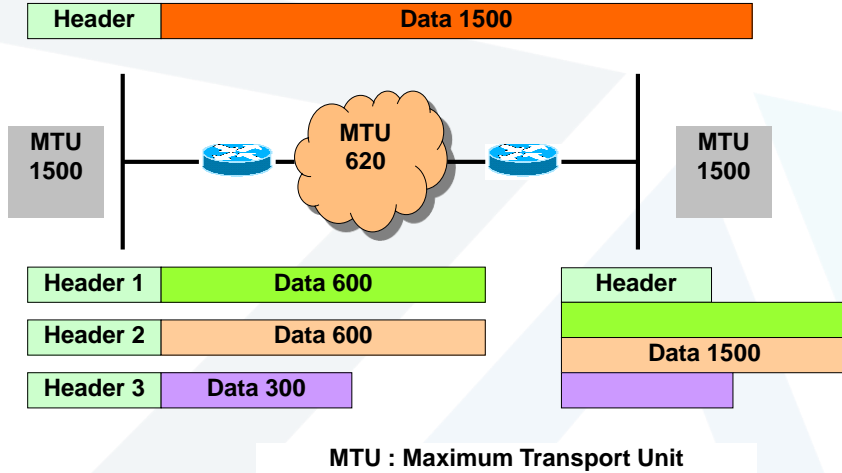 Header Data 1500
MTU
1500
MTU
620
MTU
1500
Header 1 Data 600
Header 2 Data 600
Header 3 Data 300
Header
Data 1500
MTU : Maximum Transport Unit